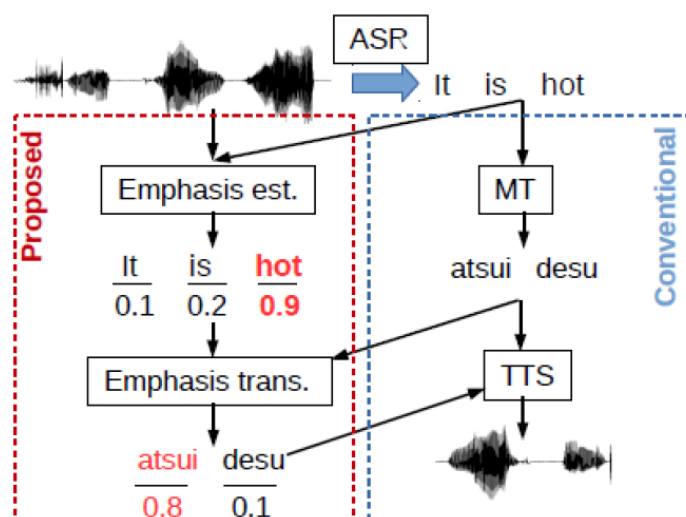 ASR
It is hot
Proposed
Conventional
Emphasis est.
MT
It is hot
0.1 0.2 0.9
atsui desu
Emphasis trans.
TTS
atsui desu
0.8 0.1